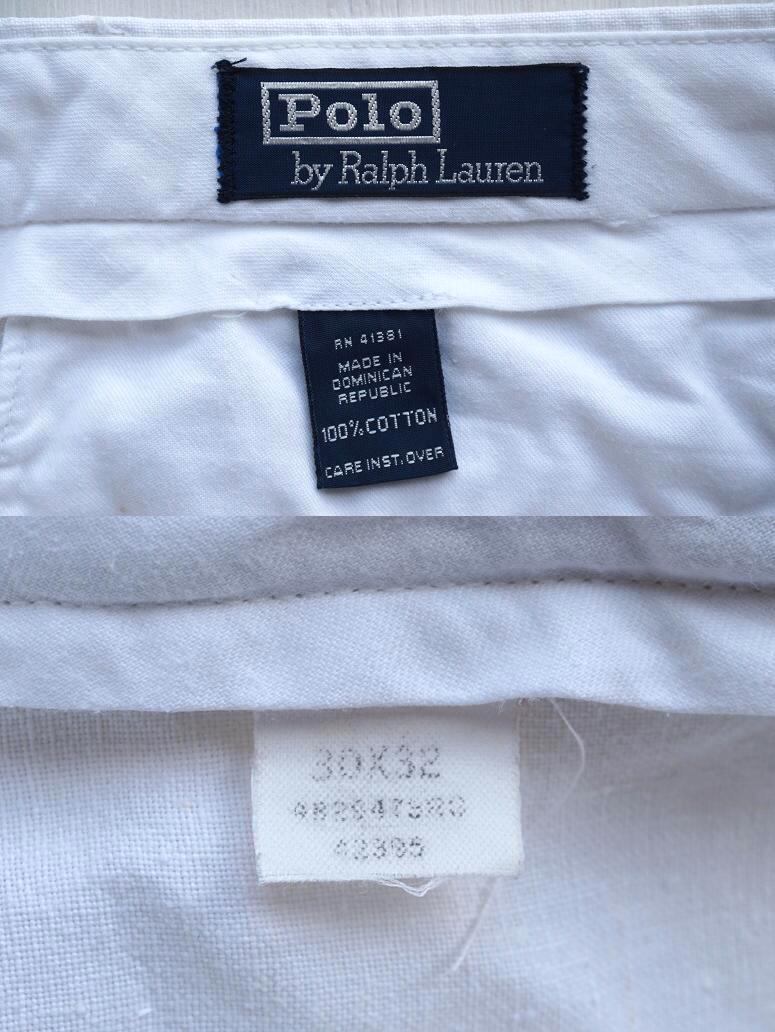 Polo
by Ralph Lauren
RN 41381
MADE IN
DOMINICAN
REPUBLIC
100% COTTON
CARE INST. OVER
30X32